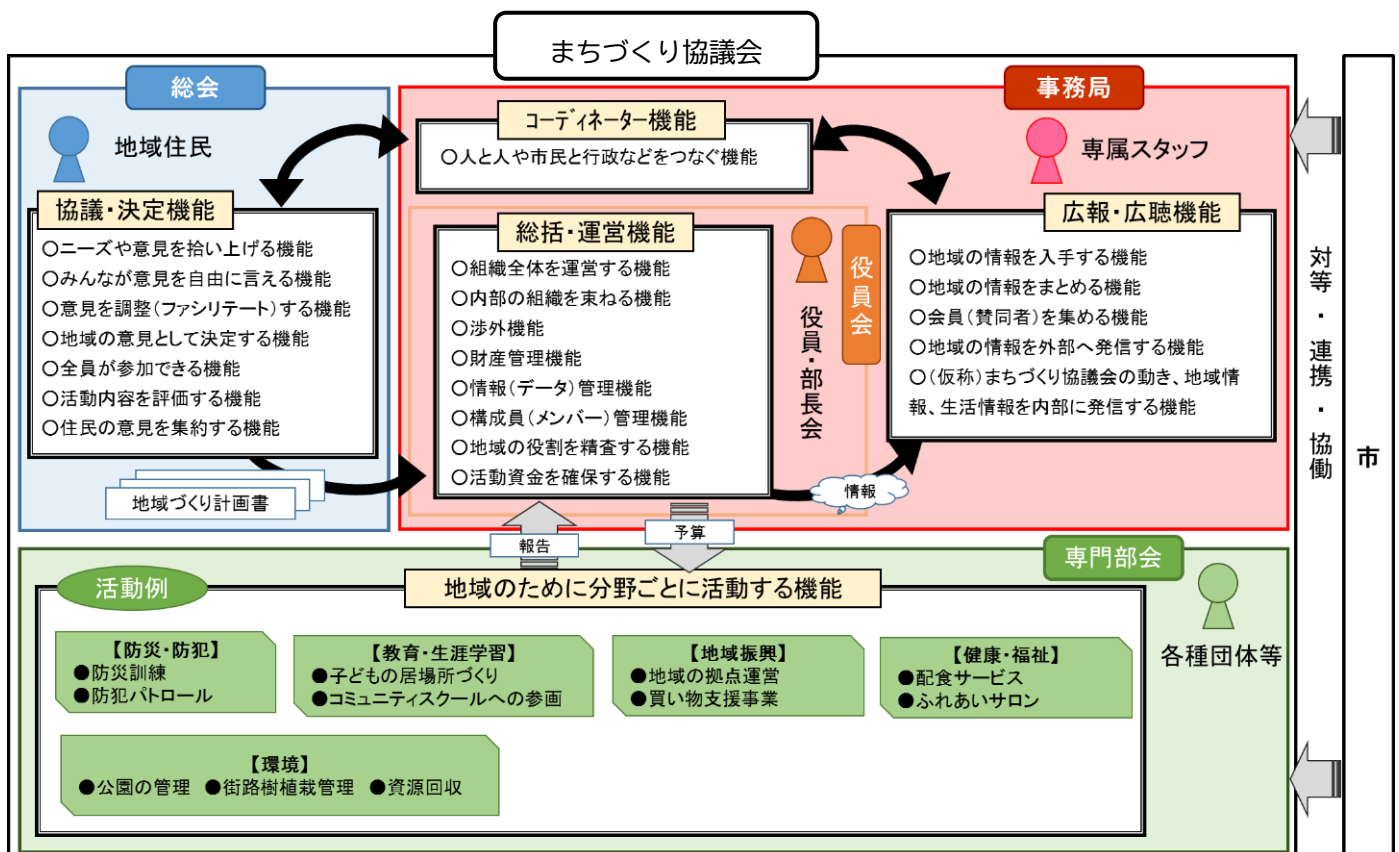 まちづくり協議会
総会
地域住民
協議・決定機能
○ニーズや意見を拾い上げる機能
○みんなが意見を自由に言える機能
○意見を調整(ファシリテート)する機能
○地域の意見として決定する機能
○全員が参加できる機能
○活動内容を評価する機能
○住民の意見を集約する機能
地域づくり計画書
事務局
専属スタッフ
コーディネーター機能
○人と人や市民と行政などをつなぐ機能
総括・運営機能
○組織全体を運営する機能
○内部の組織を束ねる機能
○渉外機能
○財産管理機能
○情報(データ)管理機能
○構成員(メンバー)管理機能
○地域の役割を精査する機能
○活動資金を確保する機能
役員会
役員・部長会
広報・広聴機能
○地域の情報を入手する機能
○地域の情報をまとめる機能
○会員(賛同者)を集める機能
○地域の情報を外部へ発信する機能
○(仮称)まちづくり協議会の動き、地域情
報、生活情報を内部に発信する機能
情報
報告
予算
専門部会
各種団体等
活動例
地域のために分野ごとに活動する機能
【防災・防犯】
●防災訓練
●防犯パトロール
【教育・生涯学習】
●子どもの居場所づくり
●コミュニティスクールへの参画
【地域振興】
●地域の拠点運営
●買い物支援事業
【健康・福祉】
●配食サービス
●ふれあいサロン
【環境】
●公園の管理 ●街路樹植栽管理 ●資源回収
対等・連携・協働
市